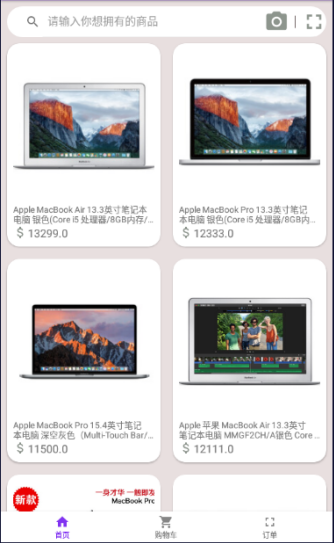 请输入你想拥有的商品
Apple MacBook Air 13.3英寸笔记本
电脑 银色(Core i5 处理器/8GB内存/...
$ 13299.0
Apple MacBook Pro 13.3英寸笔记
本电脑 银色(Core i5 处理器/8GB内...
$ 12333.0
Apple MacBook Pro 15.4英寸笔记
本电脑 深空灰色（Multi-Touch Bar/...
$ 11500.0
Apple 苹果 MacBook Air 13.3英寸
笔记本电脑 MMGF2CH/A银色 Core ...
$ 12111.0
新款
一身才华 一触即发
MacBook Pro
首页
购物车
订单